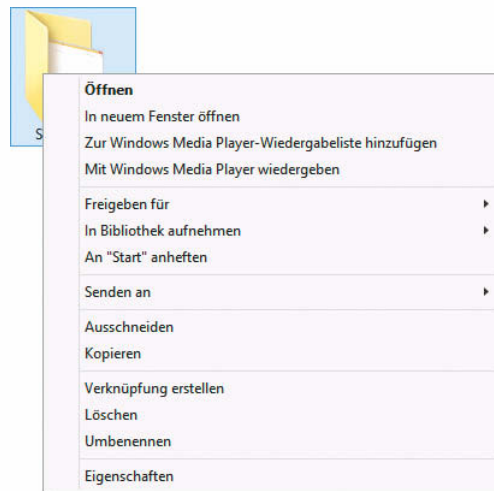 S
Öffnen
In neuem Fenster öffnen
Zur Windows Media Player-Wiedergabeliste hinzufügen
Mit Windows Media Player wiedergeben
Freigeben für
In Bibliothek aufnehmen
An "Start" anheften
Senden an
Ausschneiden
Kopieren
Verknüpfung erstellen
Löschen
Umbenennen
Eigenschaften